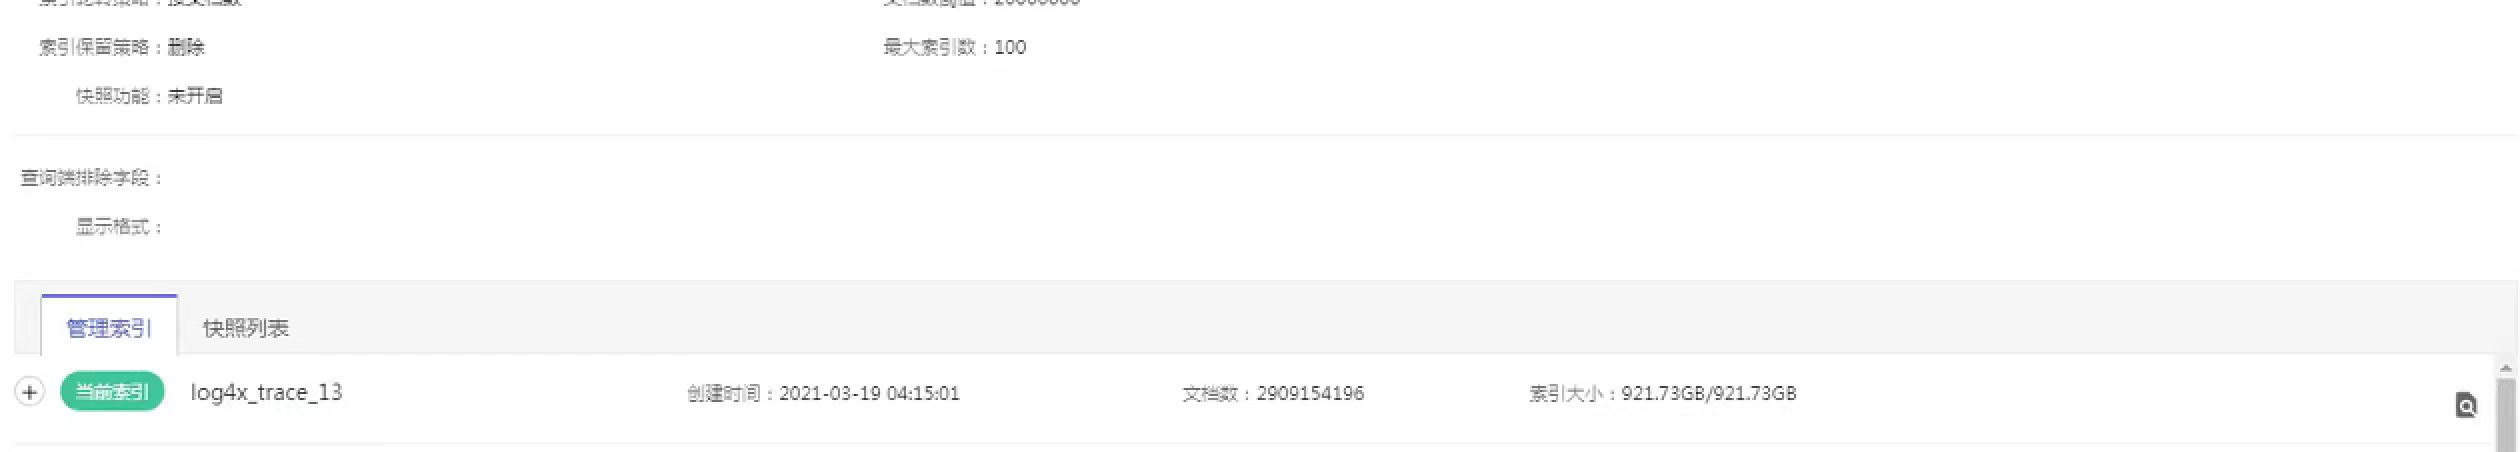 索引保留策略：删除 最大索引数：100
快照功能：未开启
查询端排除字段：
显示格式：
管理索引 快照列表
当前索引 log4x_trace_13 创建时间：2021-03-19 04:15:01 文档数：2909154196 索引大小：921.73GB/921.73GB